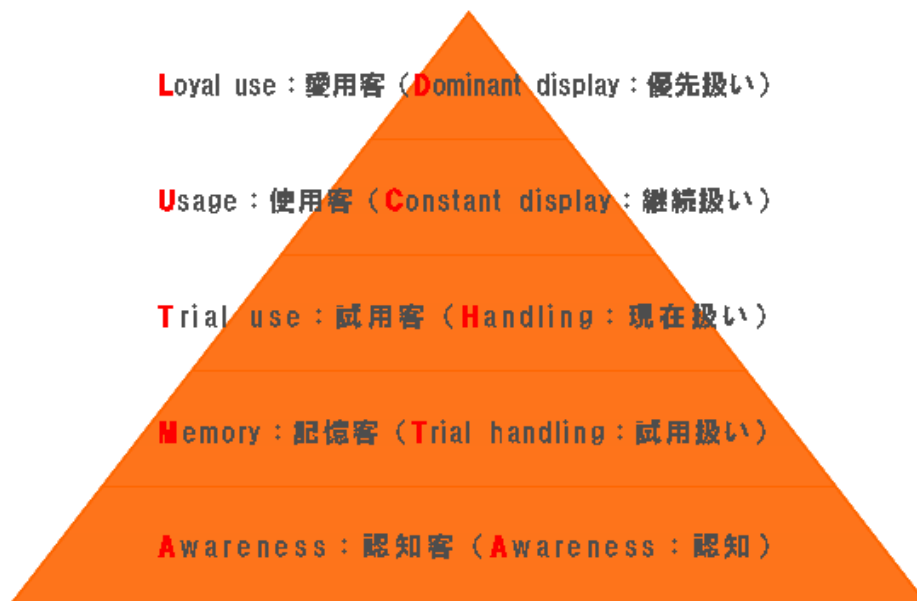 Loyal use：愛用客（Dominant display：優先扱い）
Usage：使用客（Constant display：継続扱い）
Trial use：試用客（Handling：現在扱い）
Memory：記憶客（Trial handling：試用扱い）
Awareness：認知客（Awareness：認知）